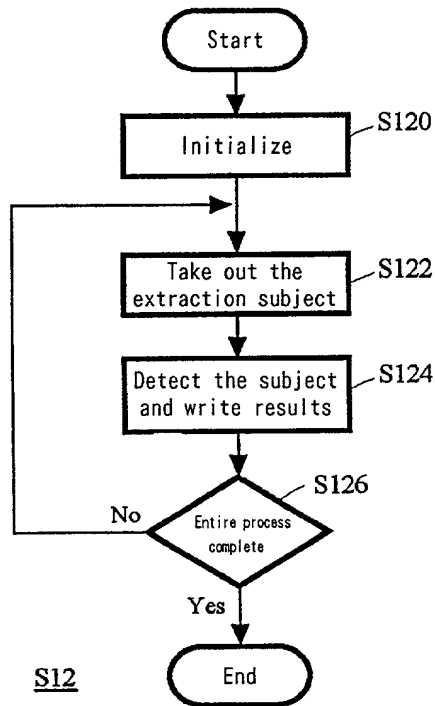 Start
S120
Initialize
S122
Take out the
extraction subject
S124
Detect the subject
and write results
S126
No
Entire process
complete
Yes
S12
End